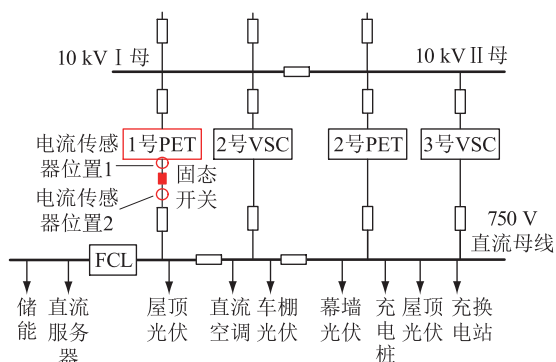 10 kV Ⅰ 母
10 kV Ⅱ 母
电流传感
器位置1
1号PET
2号VSC
2号PET
3号VSC
固态
开关
电流传感
器位置2
750 V
直流母线
FCL
储
能
直流
服务
器
屋顶
光伏
直流
空调
车棚
光伏
幕墙
光伏
充
电
桩
屋顶
光伏
充换
电站